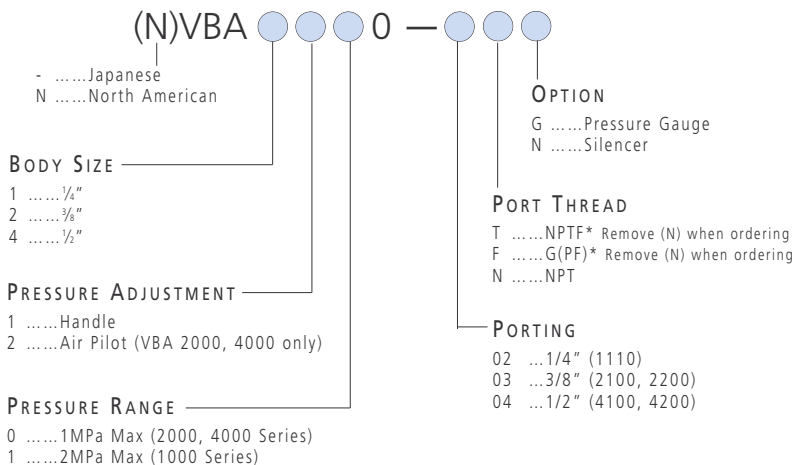 (N)VBA 0 –
- ……Japanese
N ……North American
BODY SIZE
1 ……1/4"
2 ……3/8"
4 ……1/2"
PRESSURE ADJUSTMENT
1 ……Handle
2 ……Air Pilot (VBA 2000, 4000 only)
PRESSURE RANGE
0 ……1MPa Max (2000, 4000 Series)
1 ……2MPa Max (1000 Series)
OPTION
G ……Pressure Gauge
N ……Silencer
PORT THREAD
T ……NPTF* Remove (N) when ordering
F ……G(PF)* Remove (N) when ordering
N ……NPT
PORTING
02 …1/4" (1110)
03 …3/8" (2100, 2200)
04 …1/2" (4100, 4200)